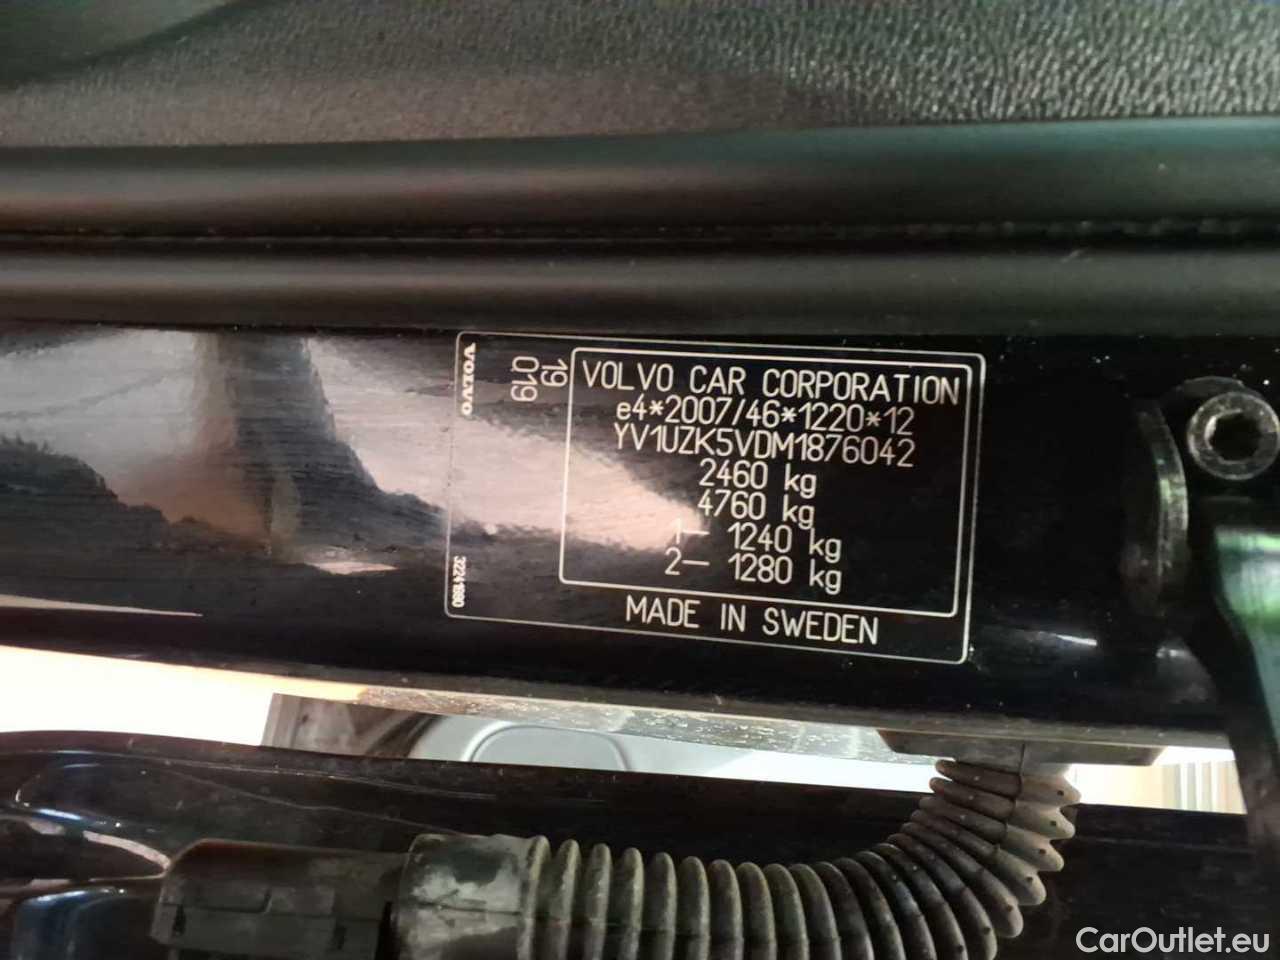 VOLVO
19
Q19
VOLVO CAR CORPORATION
e4*2007/46*1220*12
YV1UZK5VDM1876042
2460 kg
4760 kg
1— 1240 kg
2— 1280 kg
MADE IN SWEDEN
CarOutlet.eu